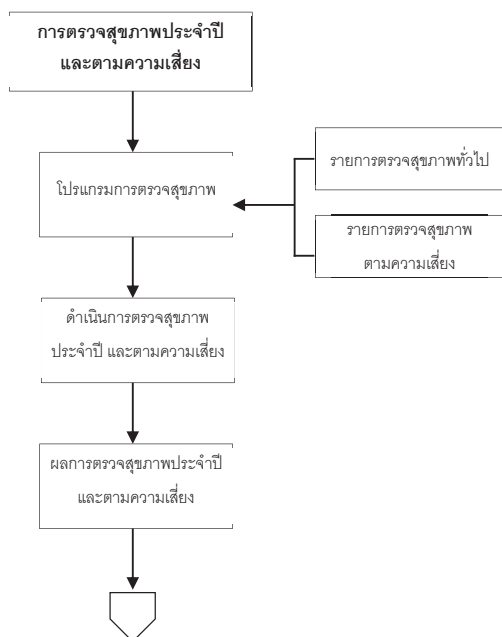 การตรวจสุขภาพประจำปี
และตามความเสี่ยง
โปรแกรมการตรวจสุขภาพ
รายการตรวจสุขภาพทั่วไป
รายการตรวจสุขภาพ
ตามความเสี่ยง
ดำเนินการตรวจสุขภาพ
ประจำปี และตามความเสี่ยง
ผลการตรวจสุขภาพประจำปี
และตามความเสี่ยง